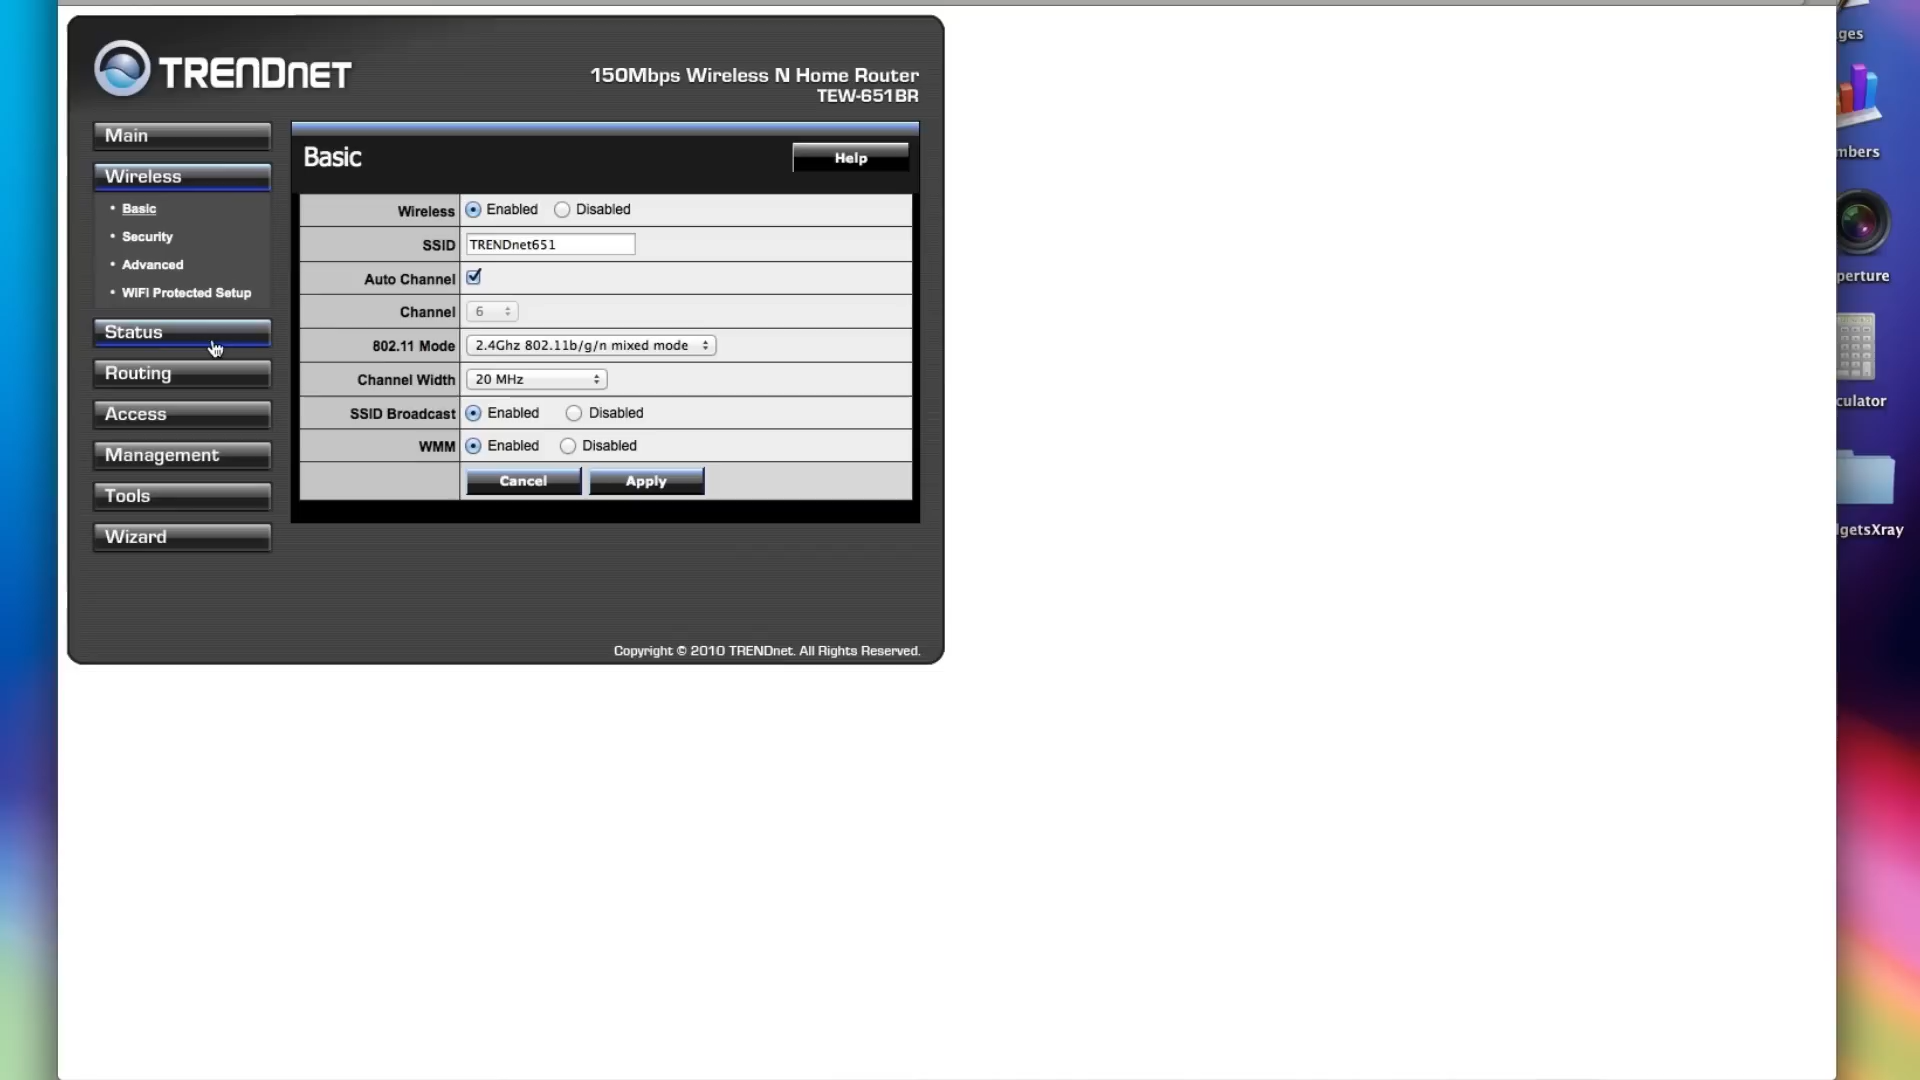 TRENDNET
150Mbps Wireless N Home Router
TEW-651BR
Main
Wireless
• Basic
• Security
• Advanced
• WiFi Protected Setup
Status
Routing
Access
Management
Tools
Wizard
Basic
Help
Wireless Enabled Disabled
SSID TRENDnet651
Auto Channel
Channel 6
802.11 Mode 2.4Ghz 802.11b/g/n mixed mode
Channel Width 20 MHz
SSID Broadcast Enabled Disabled
WMM Enabled Disabled
Cancel Apply
Copyright © 2010 TRENDnet. All Rights Reserved.
ges
mbers
perture
culator
lgetsXray